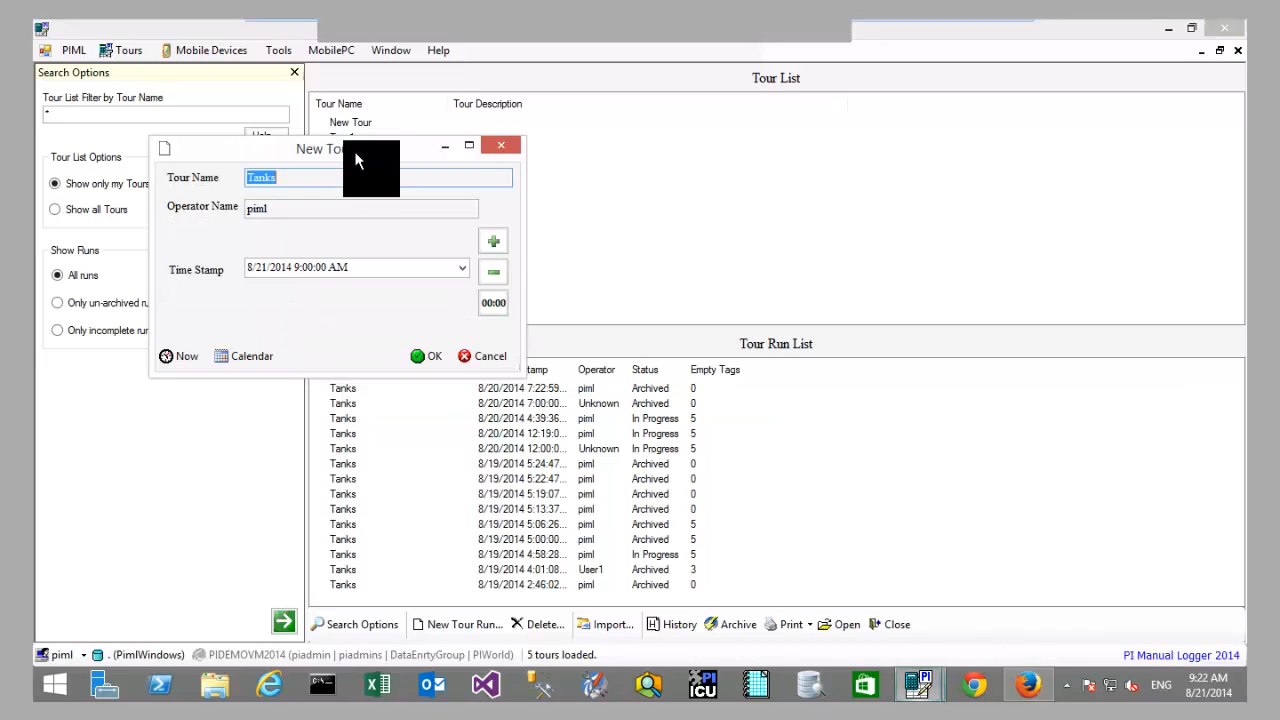 PIML Tours Mobile Devices Tools MobilePC Window Help
Search Options
Tour List Filter by Tour Name
*
Tour List Options
Show only my Tours
Show all Tours
Show Runs
All runs
Only un-archived
Only incomplete
Tour List
Tour Name Tour Description
New Tour
New
Tour Name Tanks
Operator Name piml
Time Stamp 8/21/2014 9:00:00 AM
00:00
Now Calendar OK Cancel
Tour Run List
Operator Status Empty Tags
Tanks 8/20/2014 7:22:59... piml Archived 0
Tanks 8/20/2014 7:00:00... Unknown Archived 0
Tanks 8/20/2014 4:39:36... piml In Progress 5
Tanks 8/20/2014 12:19:0... piml In Progress 5
Tanks 8/20/2014 12:00:0... Unknown In Progress 5
Tanks 8/19/2014 5:24:47... piml Archived 0
Tanks 8/19/2014 5:22:47... piml Archived 0
Tanks 8/19/2014 5:19:07... piml Archived 0
Tanks 8/19/2014 5:13:37... piml Archived 0
Tanks 8/19/2014 5:06:26... piml Archived 5
Tanks 8/19/2014 5:00:00... piml Archived 5
Tanks 8/19/2014 4:58:28... piml In Progress 5
Tanks 8/19/2014 4:01:08... User1 Archived 3
Tanks 8/19/2014 2:46:02... piml Archived 0
Search Options New Tour Run... Delete... Import... History Archive Print Open Close
piml . (PimlWindows) PIDEMOVM2014 (piadmin | piadmins | DataEnrtyGroup | PIWorld) 5 tours loaded. PI Manual Logger 2014
PI ICU
PI
ENG
9:22 AM
8/21/2014